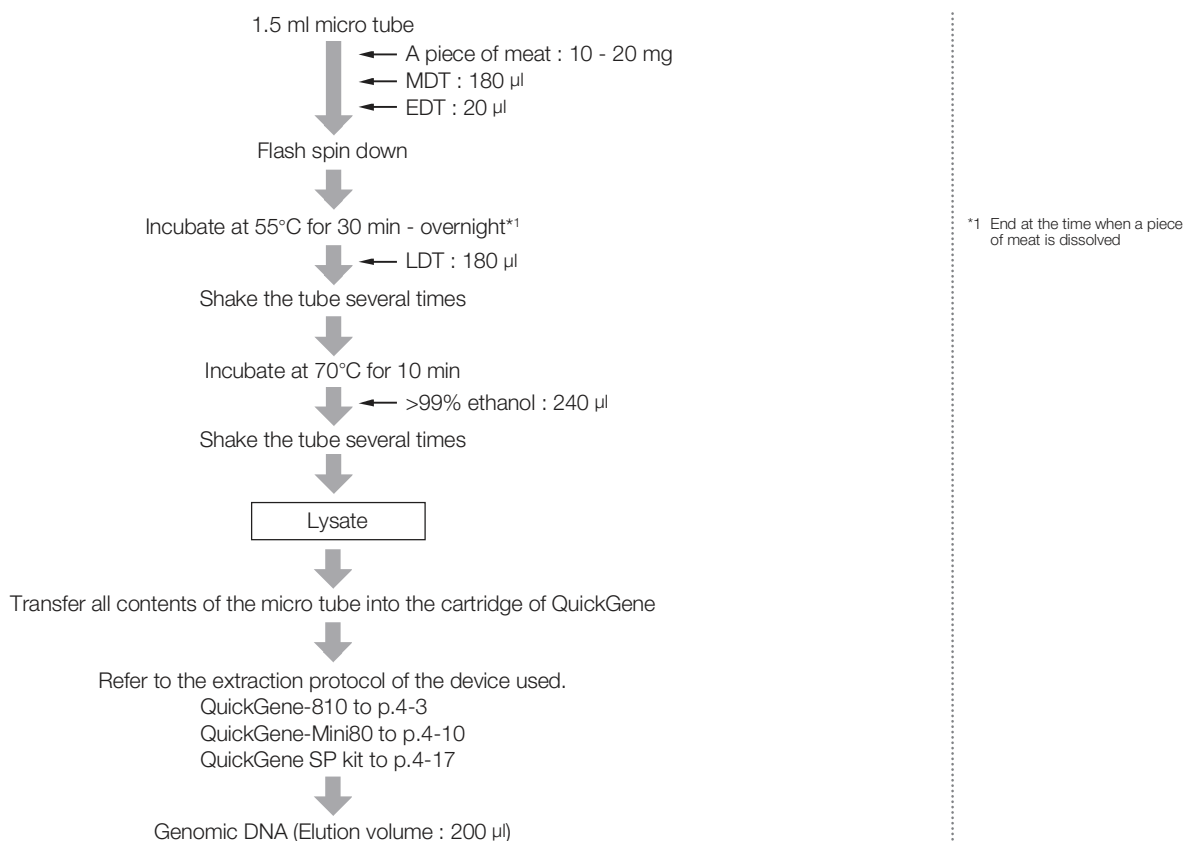 1.5 ml micro tube
A piece of meat : 10 - 20 mg
MDT : 180 μl
EDT : 20 μl
Flash spin down
Incubate at 55°C for 30 min - overnight*1
*1 End at the time when a piece
of meat is dissolved
LDT : 180 μl
Shake the tube several times
Incubate at 70°C for 10 min
>99% ethanol : 240 μl
Shake the tube several times
Lysate
Transfer all contents of the micro tube into the cartridge of QuickGene
Refer to the extraction protocol of the device used.
QuickGene-810 to p.4-3
QuickGene-Mini80 to p.4-10
QuickGene SP kit to p.4-17
Genomic DNA (Elution volume : 200 μl)